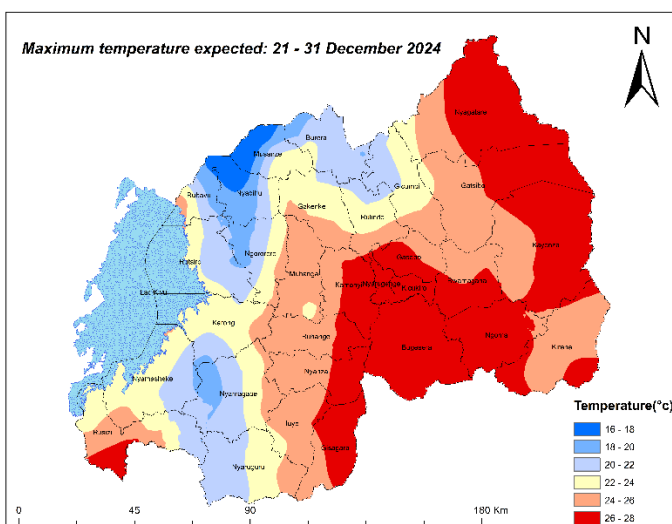 Maximum temperature expected: 21 - 31 December 2024
N
Nyagatare
Burera
Musanze
Nyabihu
Rubavu
Gicumbi
Gatsibo
Gakenke
Rulindo
Ngororero
Kayonza
Rutsiro
Muhanga
Gasabo
Kamonyi
Nyarugenge
Kicukiro
Rwamagana
Lac Kivu
Karongi
Ruhango
Bugesera
Ngoma
Kirehe
Nyanza
Nyamasheke
Nyamagabe
Huye
Rusizi
Gisagara
Nyaruguru
Temperature(°c)
16 - 18
18 - 20
20 - 22
22 - 24
24 - 26
26 - 28
0 45 90 180 Km